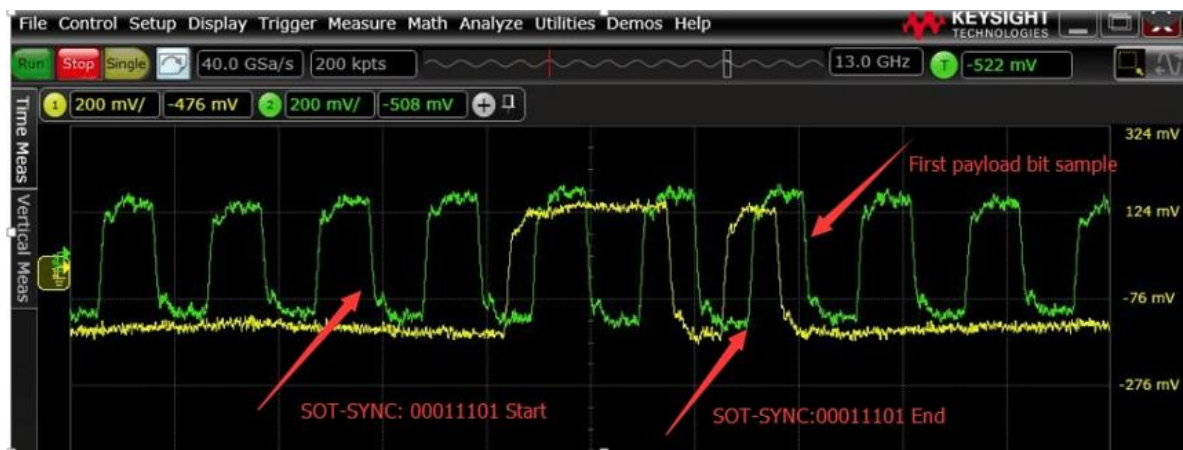 File Control Setup Display Trigger Measure Math Analyze Utilities Demos Help
KEYSIGHT
TECHNOLOGIES
Run Stop Single 40.0 GSa/s 200 kpts 13.0 GHz T -522 mV
1 200 mV/ -476 mV 2 200 mV/ -508 mV
Time Meas
Vertical Meas
324 mV
First payload bit sample
124 mV
-76 mV
-276 mV
SOT-SYNC: 00011101 Start
SOT-SYNC:00011101 End